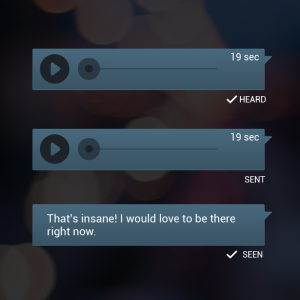 19 sec
HEARD
19 sec
SENT
That's insane! I would love to be there
right now.
SEEN